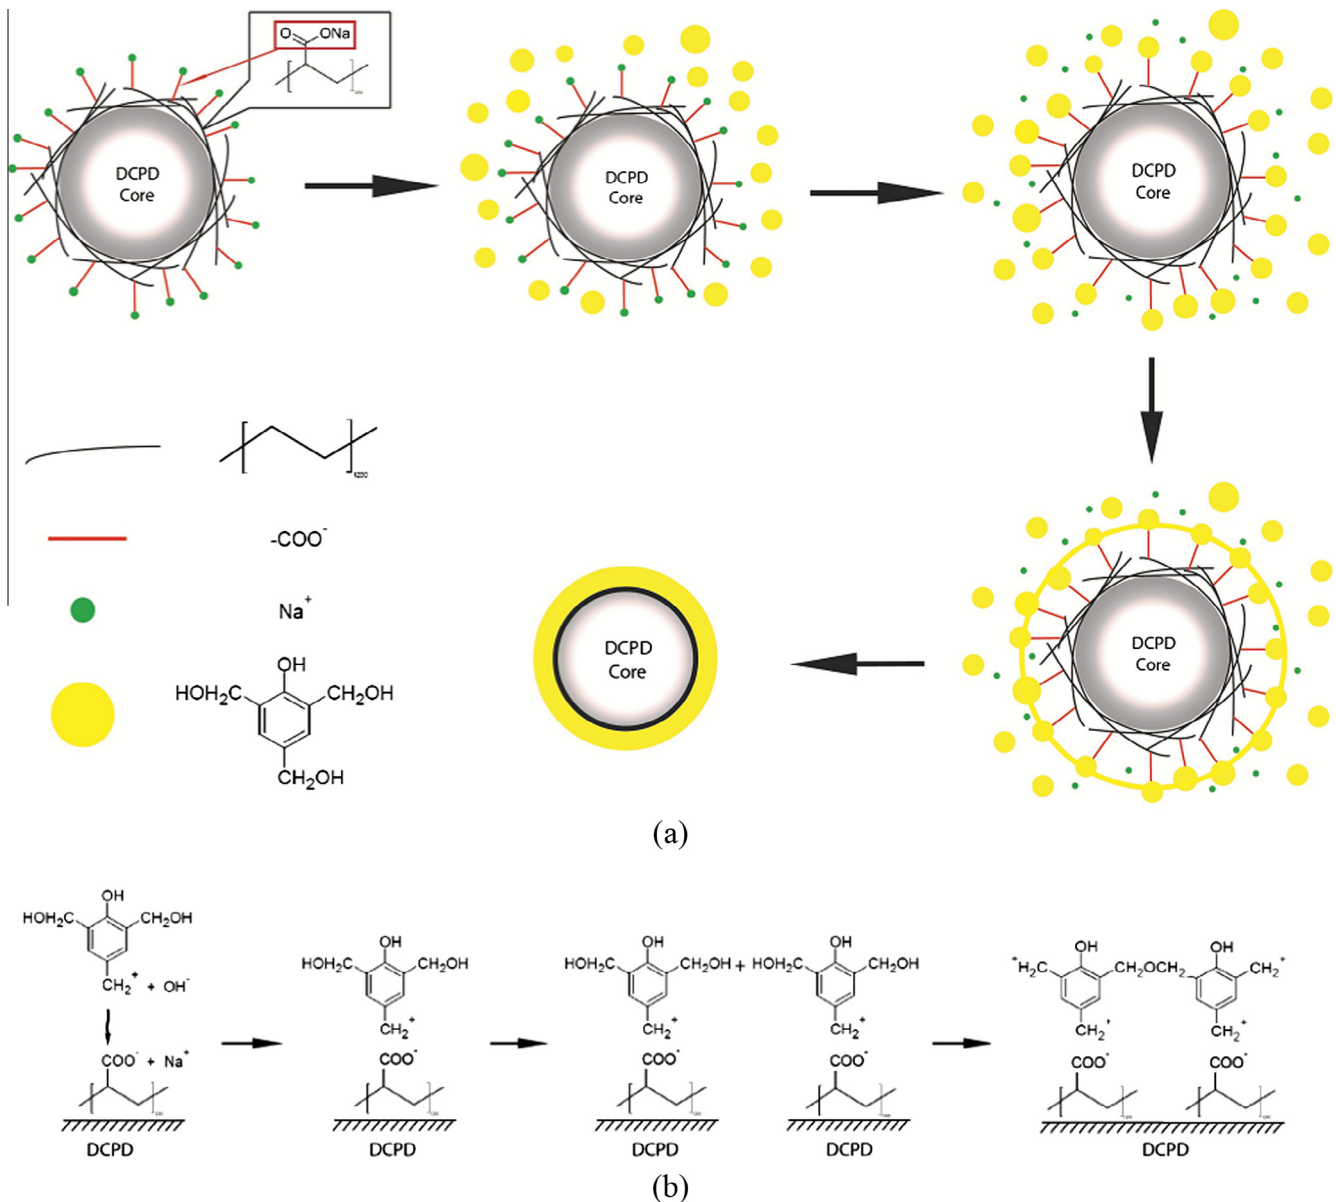 O ONa
DCPD
Core
DCPD
Core
DCPD
Core
-COO⁻
Na⁺
OH
HOH₂C CH₂OH
CH₂OH
DCPD
Core
DCPD
Core
(a)
OH
HOH₂C CH₂OH
CH₂⁺ + OH⁻
COO⁻ + Na⁺
DCPD
OH
HOH₂C CH₂OH
CH₂⁺
COO⁻
DCPD
OH
HOH₂C CH₂OH +
CH₂⁺
COO⁻
OH
HOH₂C CH₂OH
CH₂⁺
COO⁻
DCPD
OH OH
⁺H₂C CH₂OCH₂ CH₂⁺
CH₂⁺ CH₂⁺
COO⁻ COO⁻
DCPD
(b)